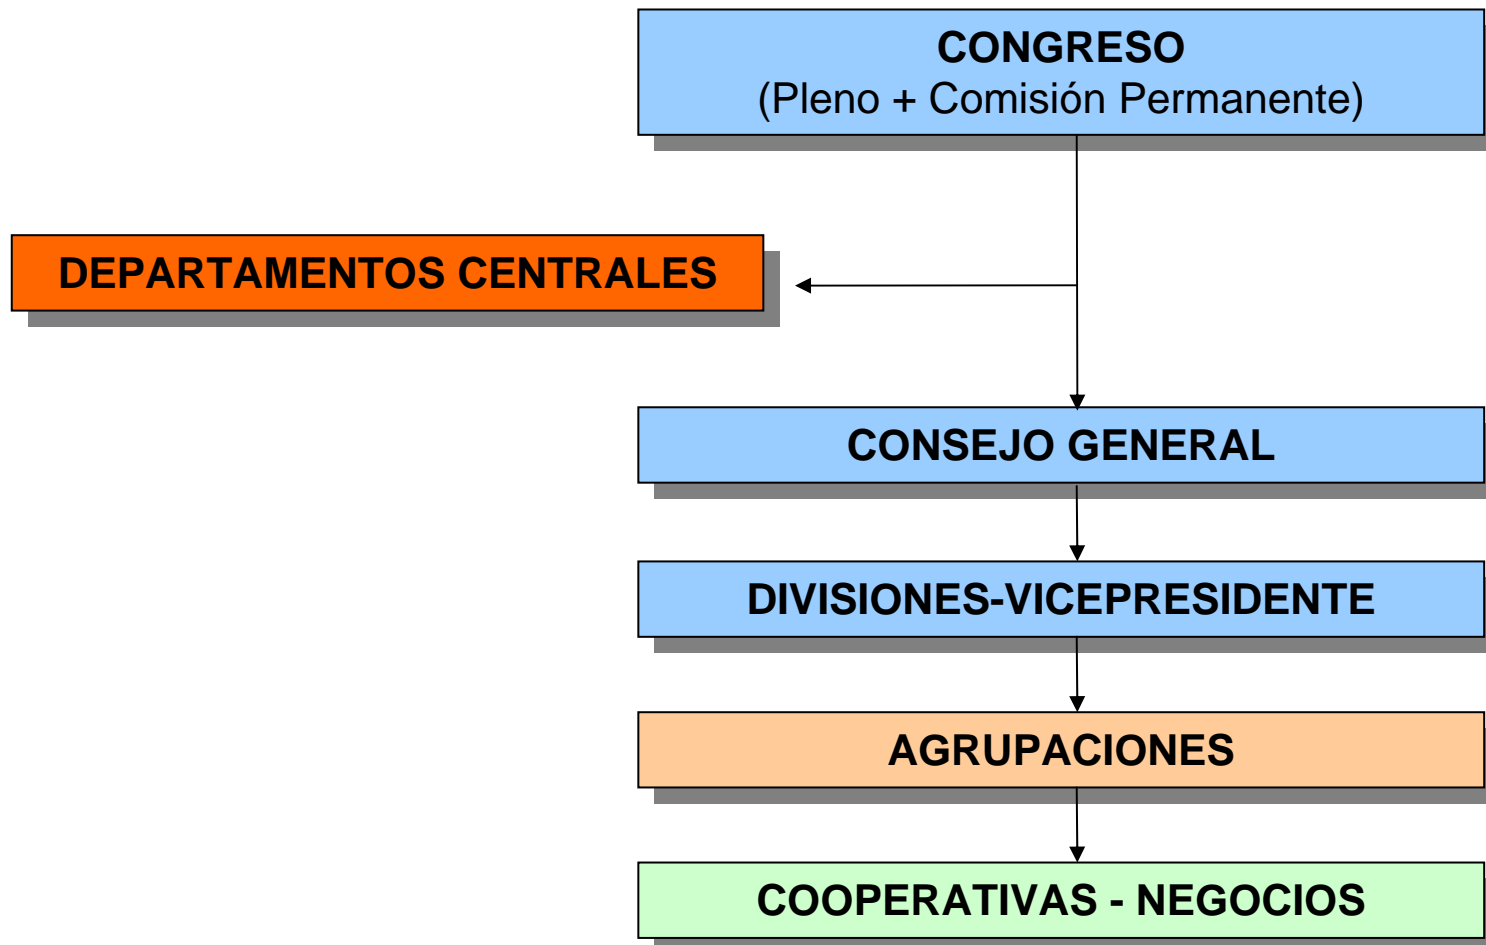 CONGRESO
(Pleno + Comisión Permanente)
DEPARTAMENTOS CENTRALES
CONSEJO GENERAL
DIVISIONES-VICEPRESIDENTE
AGRUPACIONES
COOPERATIVAS - NEGOCIOS